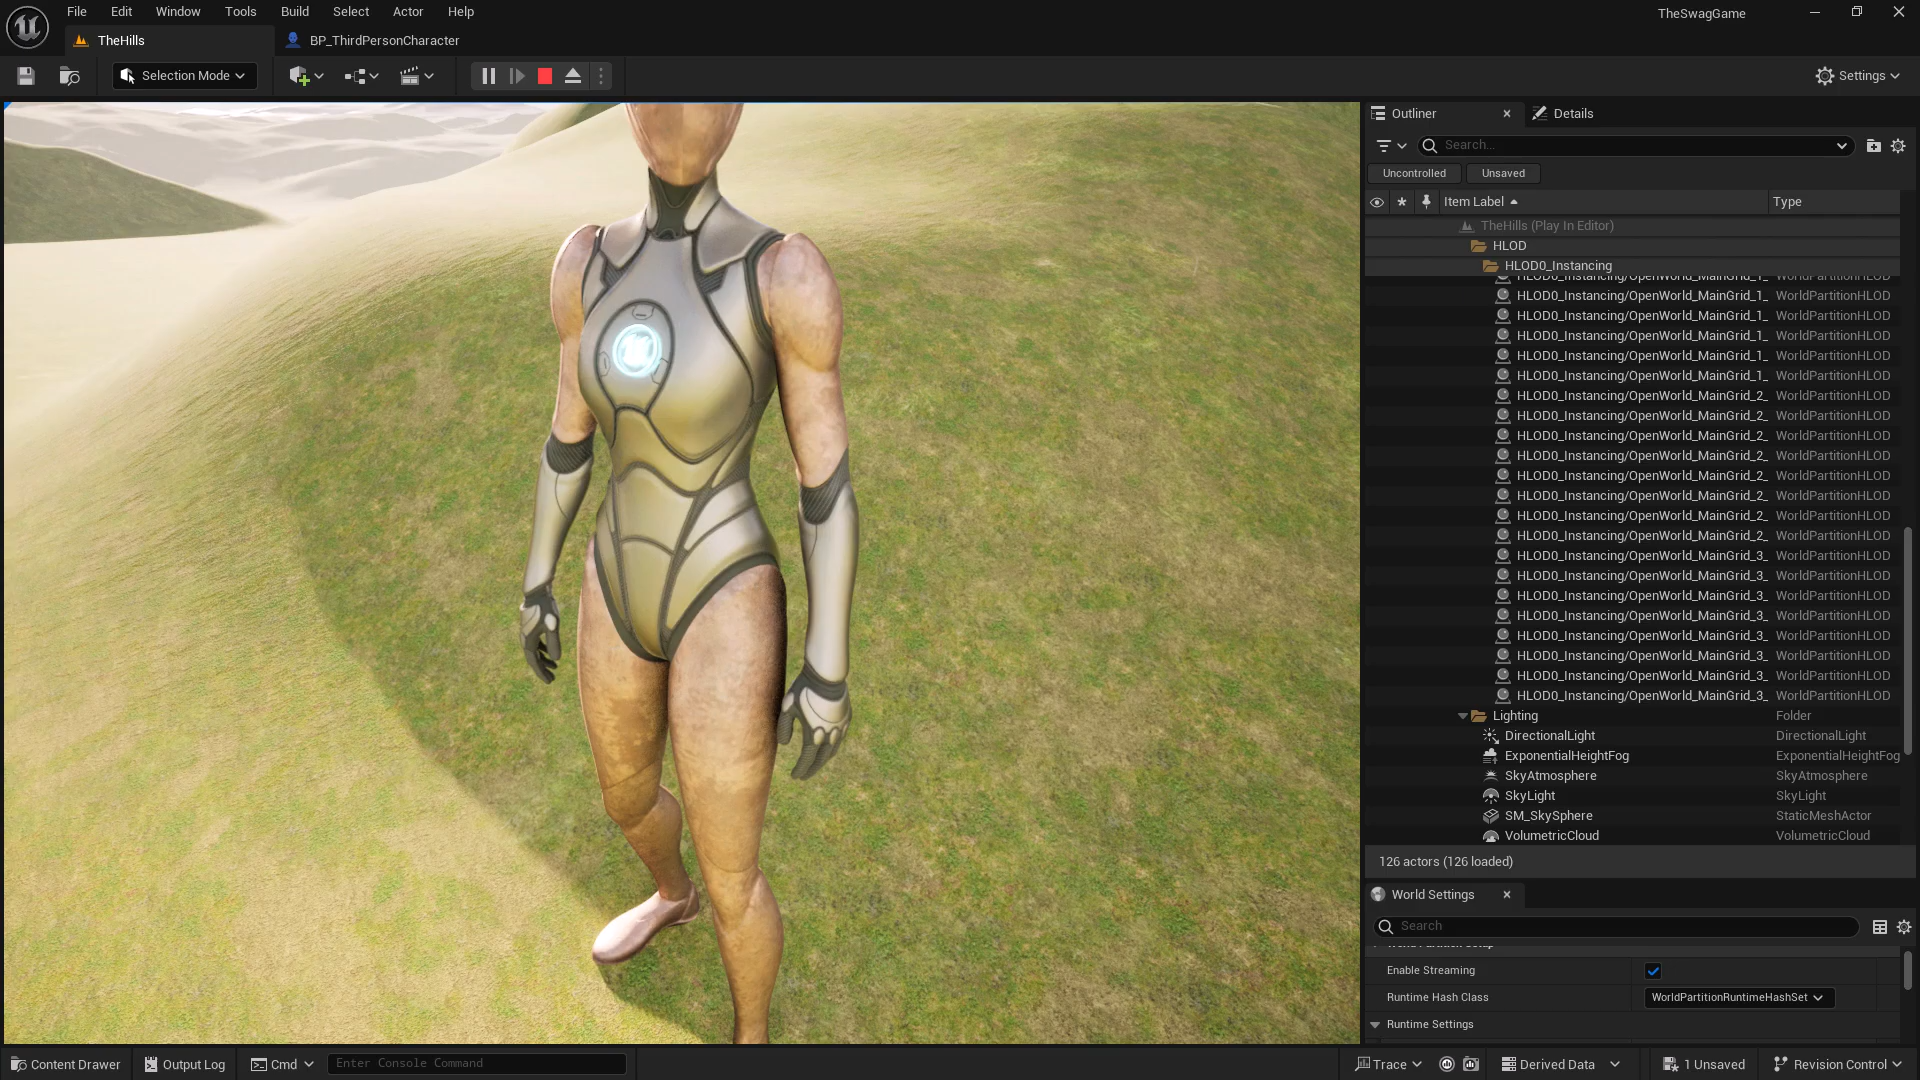 File Edit Window Tools Build Select Actor Help
TheSwagGame
TheHills
BP_ThirdPersonCharacter
Selection Mode
Settings
Outliner
Details
Search...
Uncontrolled
Unsaved
Item Label
Type
TheHills (Play In Editor)
HLOD
HLOD0_Instancing
HLOD0_Instancing/OpenWorld_MainGrid_1_ WorldPartitionHLOD
HLOD0_Instancing/OpenWorld_MainGrid_1_ WorldPartitionHLOD
HLOD0_Instancing/OpenWorld_MainGrid_1_ WorldPartitionHLOD
HLOD0_Instancing/OpenWorld_MainGrid_1_ WorldPartitionHLOD
HLOD0_Instancing/OpenWorld_MainGrid_1_ WorldPartitionHLOD
HLOD0_Instancing/OpenWorld_MainGrid_1_ WorldPartitionHLOD
HLOD0_Instancing/OpenWorld_MainGrid_2_ WorldPartitionHLOD
HLOD0_Instancing/OpenWorld_MainGrid_2_ WorldPartitionHLOD
HLOD0_Instancing/OpenWorld_MainGrid_2_ WorldPartitionHLOD
HLOD0_Instancing/OpenWorld_MainGrid_2_ WorldPartitionHLOD
HLOD0_Instancing/OpenWorld_MainGrid_2_ WorldPartitionHLOD
HLOD0_Instancing/OpenWorld_MainGrid_2_ WorldPartitionHLOD
HLOD0_Instancing/OpenWorld_MainGrid_2_ WorldPartitionHLOD
HLOD0_Instancing/OpenWorld_MainGrid_2_ WorldPartitionHLOD
HLOD0_Instancing/OpenWorld_MainGrid_3_ WorldPartitionHLOD
HLOD0_Instancing/OpenWorld_MainGrid_3_ WorldPartitionHLOD
HLOD0_Instancing/OpenWorld_MainGrid_3_ WorldPartitionHLOD
HLOD0_Instancing/OpenWorld_MainGrid_3_ WorldPartitionHLOD
HLOD0_Instancing/OpenWorld_MainGrid_3_ WorldPartitionHLOD
HLOD0_Instancing/OpenWorld_MainGrid_3_ WorldPartitionHLOD
HLOD0_Instancing/OpenWorld_MainGrid_3_ WorldPartitionHLOD
HLOD0_Instancing/OpenWorld_MainGrid_3_ WorldPartitionHLOD
Lighting Folder
DirectionalLight DirectionalLight
ExponentialHeightFog ExponentialHeightFog
SkyAtmosphere SkyAtmosphere
SkyLight SkyLight
SM_SkySphere StaticMeshActor
VolumetricCloud VolumetricCloud
126 actors (126 loaded)
World Settings
Search
World Partition Setup
Enable Streaming
Runtime Hash Class WorldPartitionRuntimeHashSet
Runtime Settings
Content Drawer
Output Log
Cmd
Enter Console Command
Trace
Derived Data
1 Unsaved
Revision Control